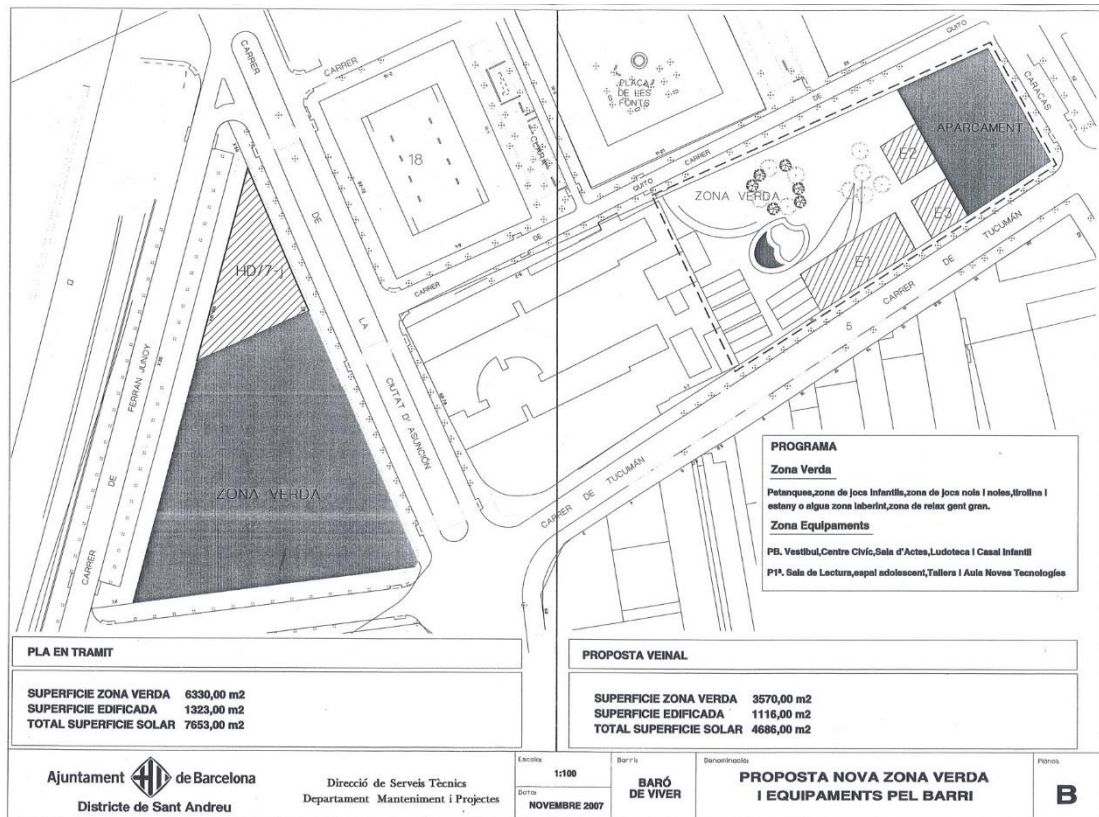 CARRER
CARRER
18
CLARA
PLAÇA
DE LES
FONTS
QUITO
DE
CARRER
QUITO
DE
CARRER
CARACAS
APARCAMENT
E2
E3
E1
ZONA VERDA
TUCUMÁN
DE
CARRER
5
HD/7-j
DE
LA
CIUTAT D'ASUNCIÓN
FERRAN JUNOY
DE
CARRER
ZONA VERDA
CARRER DE TUCUMÁN
PROGRAMA
Zona Verda
Petanques,zona de jocs infantils,zona de jocs nois i noies,tirolina i
estany o aigua zona laberint,zona de relax gent gran.
Zona Equipaments
PB. Vestibul,Centre Civíc,Sala d'Actes,Ludoteca i Casal Infantil
P1ª. Sala de Lectura,espai adolescent,Tallers i Aula Noves Tecnologíes
PLA EN TRAMIT
SUPERFICIE ZONA VERDA 6330,00 m2
SUPERFICIE EDIFICADA 1323,00 m2
TOTAL SUPERFICIE SOLAR 7653,00 m2
PROPOSTA VEINAL
SUPERFICIE ZONA VERDA 3570,00 m2
SUPERFICIE EDIFICADA 1116,00 m2
TOTAL SUPERFICIE SOLAR 4686,00 m2
Ajuntament de Barcelona
Districte de Sant Andreu
Direcció de Serveis Tècnics
Departament Manteniment i Projectes
Escala:
1:100
Data:
NOVEMBRE 2007
Barri:
BARÓ
DE VIVER
Denominació:
PROPOSTA NOVA ZONA VERDA
I EQUIPAMENTS PEL BARRI
Plànol:
B